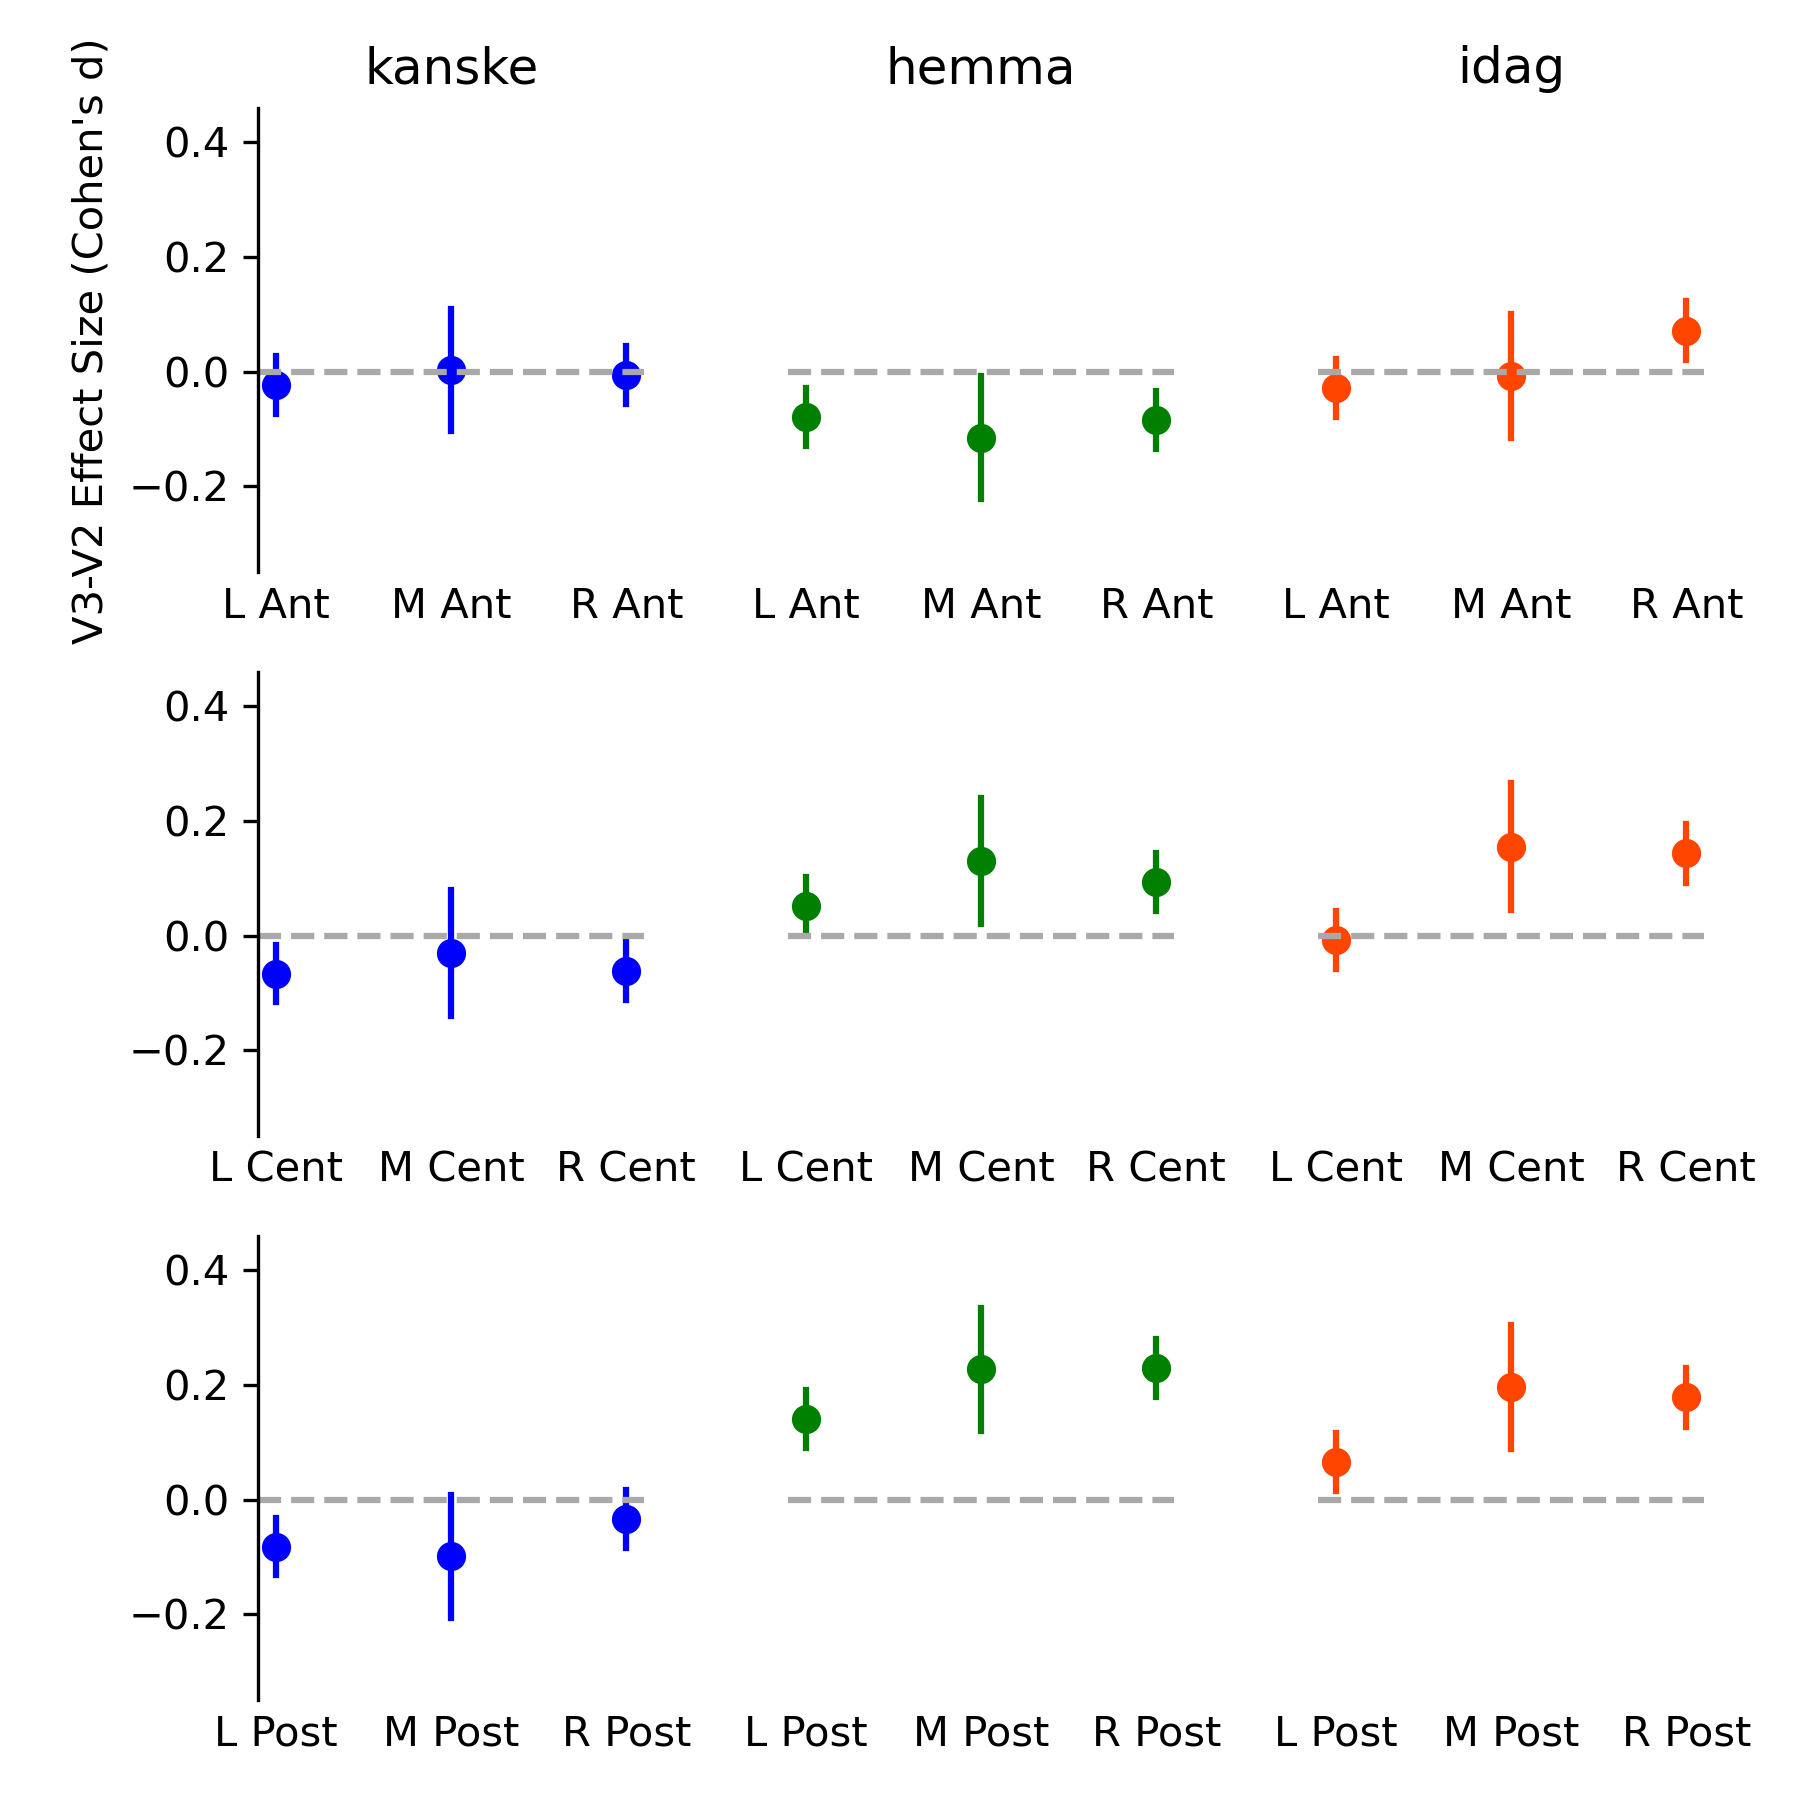 kanske hemma idag
V3-V2 Effect Size (Cohen's d)
0.4
0.2
0.0
−0.2
L Ant M Ant R Ant L Ant M Ant R Ant L Ant M Ant R Ant
0.4
0.2
0.0
−0.2
L Cent M Cent R Cent L Cent M Cent R Cent L Cent M Cent R Cent
0.4
0.2
0.0
−0.2
L Post M Post R Post L Post M Post R Post L Post M Post R Post